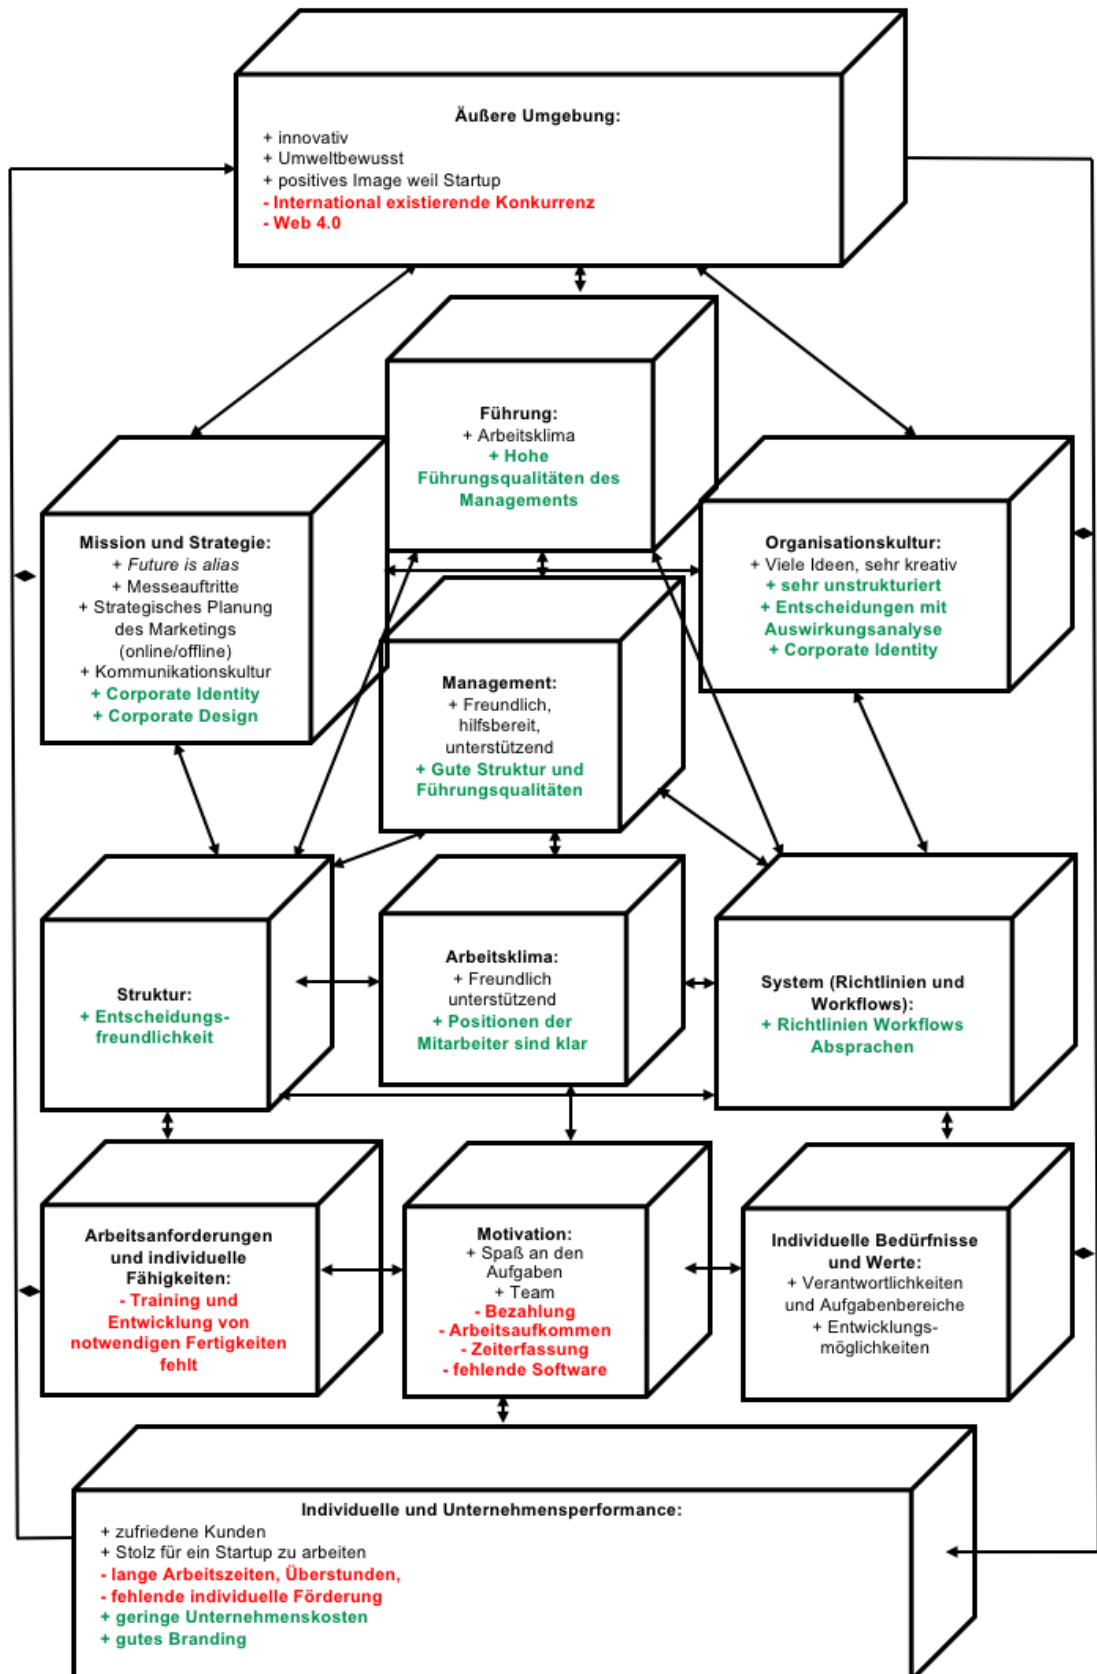 Äußere Umgebung:
+ innovativ
+ Umweltbewusst
+ positives Image weil Startup
- International existierende Konkurrenz
- Web 4.0
Führung:
+ Arbeitsklima
+ Hohe
Führungsqualitäten des
Managements
Mission und Strategie:
+ Future is alias
+ Messeauftritte
+ Strategisches Planung
des Marketings
(online/offline)
+ Kommunikationskultur
+ Corporate Identity
+ Corporate Design
Organisationskultur:
+ Viele Ideen, sehr kreativ
+ sehr unstrukturiert
+ Entscheidungen mit
Auswirkungsanalyse
+ Corporate Identity
Management:
+ Freundlich,
hilfsbereit,
unterstützend
+ Gute Struktur und
Führungsqualitäten
Struktur:
+ Entscheidungs-
freundlichkeit
Arbeitsklima:
+ Freundlich
unterstützend
+ Positionen der
Mitarbeiter sind klar
System (Richtlinien und
Workflows):
+ Richtlinien Workflows
Absprachen
Arbeitsanforderungen
und individuelle
Fähigkeiten:
- Training und
Entwicklung von
notwendigen Fertigkeiten
fehlt
Motivation:
+ Spaß an den
Aufgaben
+ Team
- Bezahlung
- Arbeitsaufkommen
- Zeiterfassung
- fehlende Software
Individuelle Bedürfnisse
und Werte:
+ Verantwortlichkeiten
und Aufgabenbereiche
+ Entwicklungs-
möglichkeiten
Individuelle und Unternehmensperformance:
+ zufriedene Kunden
+ Stolz für ein Startup zu arbeiten
- lange Arbeitszeiten, Überstunden,
- fehlende individuelle Förderung
+ geringe Unternehmenskosten
+ gutes Branding